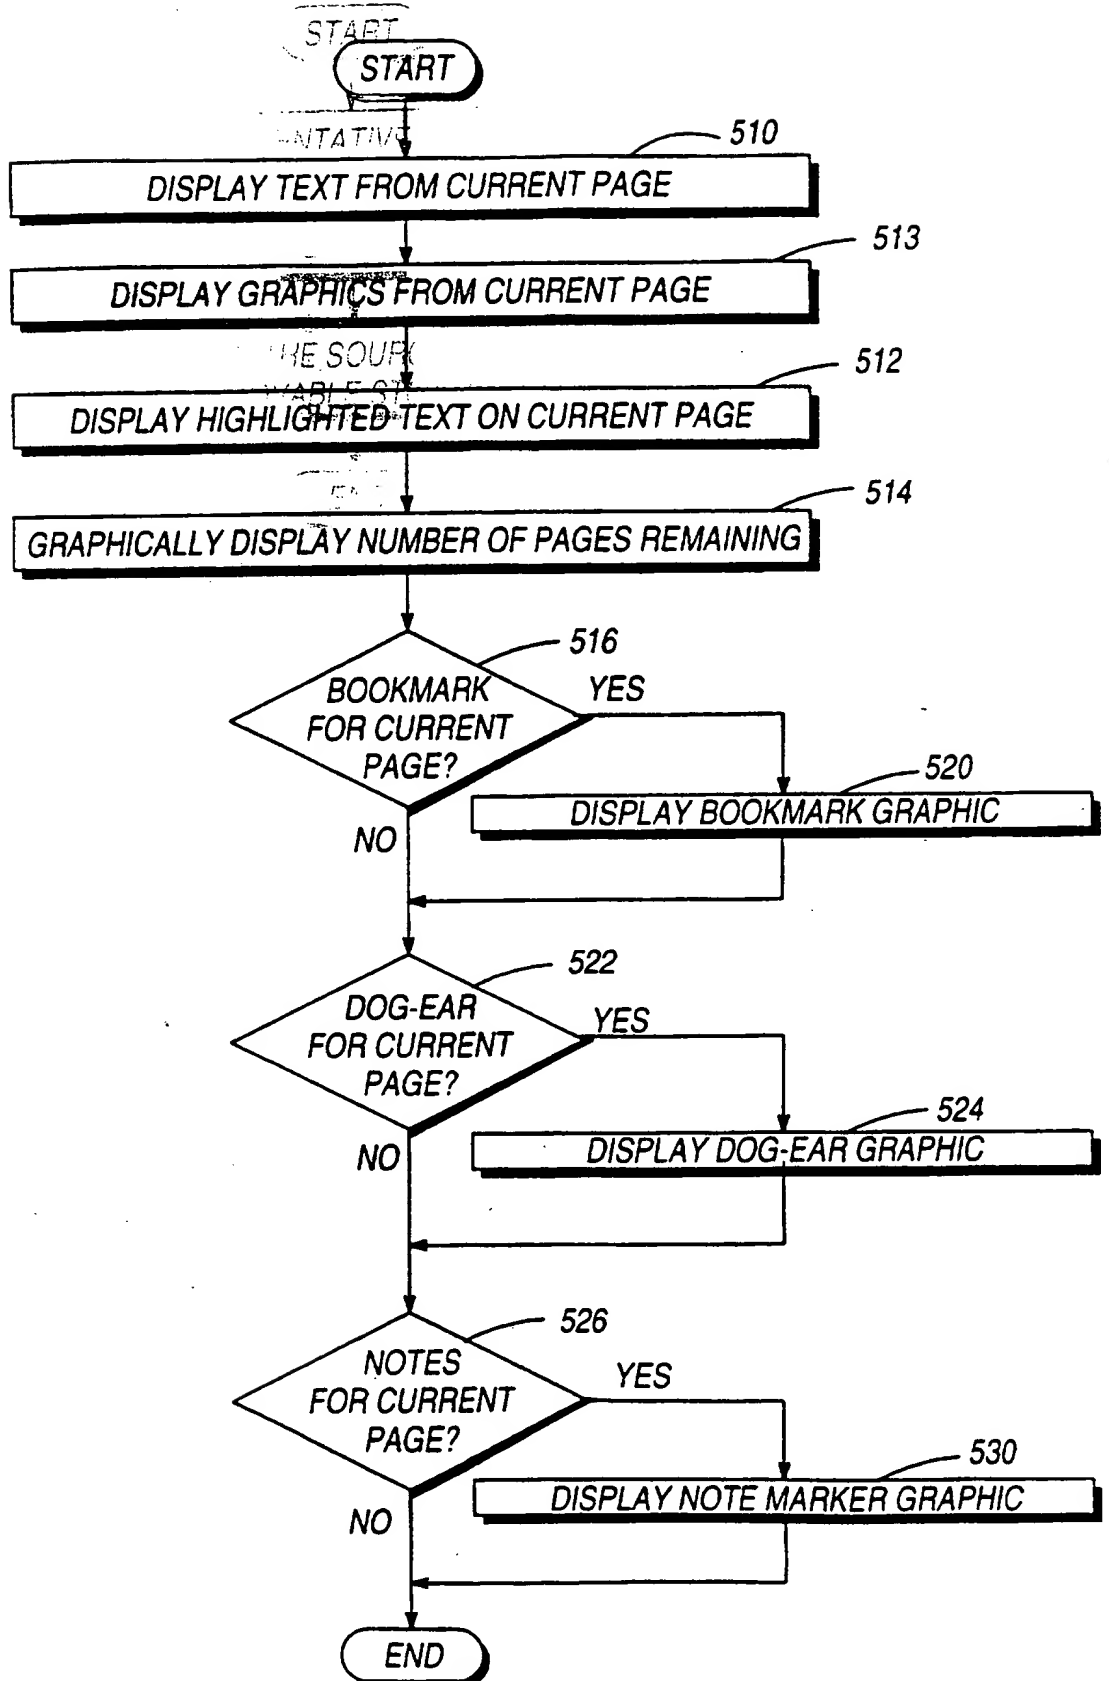 START
START
510
DISPLAY TEXT FROM CURRENT PAGE
513
DISPLAY GRAPHICS FROM CURRENT PAGE
512
DISPLAY HIGHLIGHTED TEXT ON CURRENT PAGE
514
GRAPHICALLY DISPLAY NUMBER OF PAGES REMAINING
516
BOOKMARK
FOR CURRENT
PAGE?
YES
520
DISPLAY BOOKMARK GRAPHIC
NO
522
DOG-EAR
FOR CURRENT
PAGE?
YES
524
DISPLAY DOG-EAR GRAPHIC
NO
526
NOTES
FOR CURRENT
PAGE?
YES
530
DISPLAY NOTE MARKER GRAPHIC
NO
END